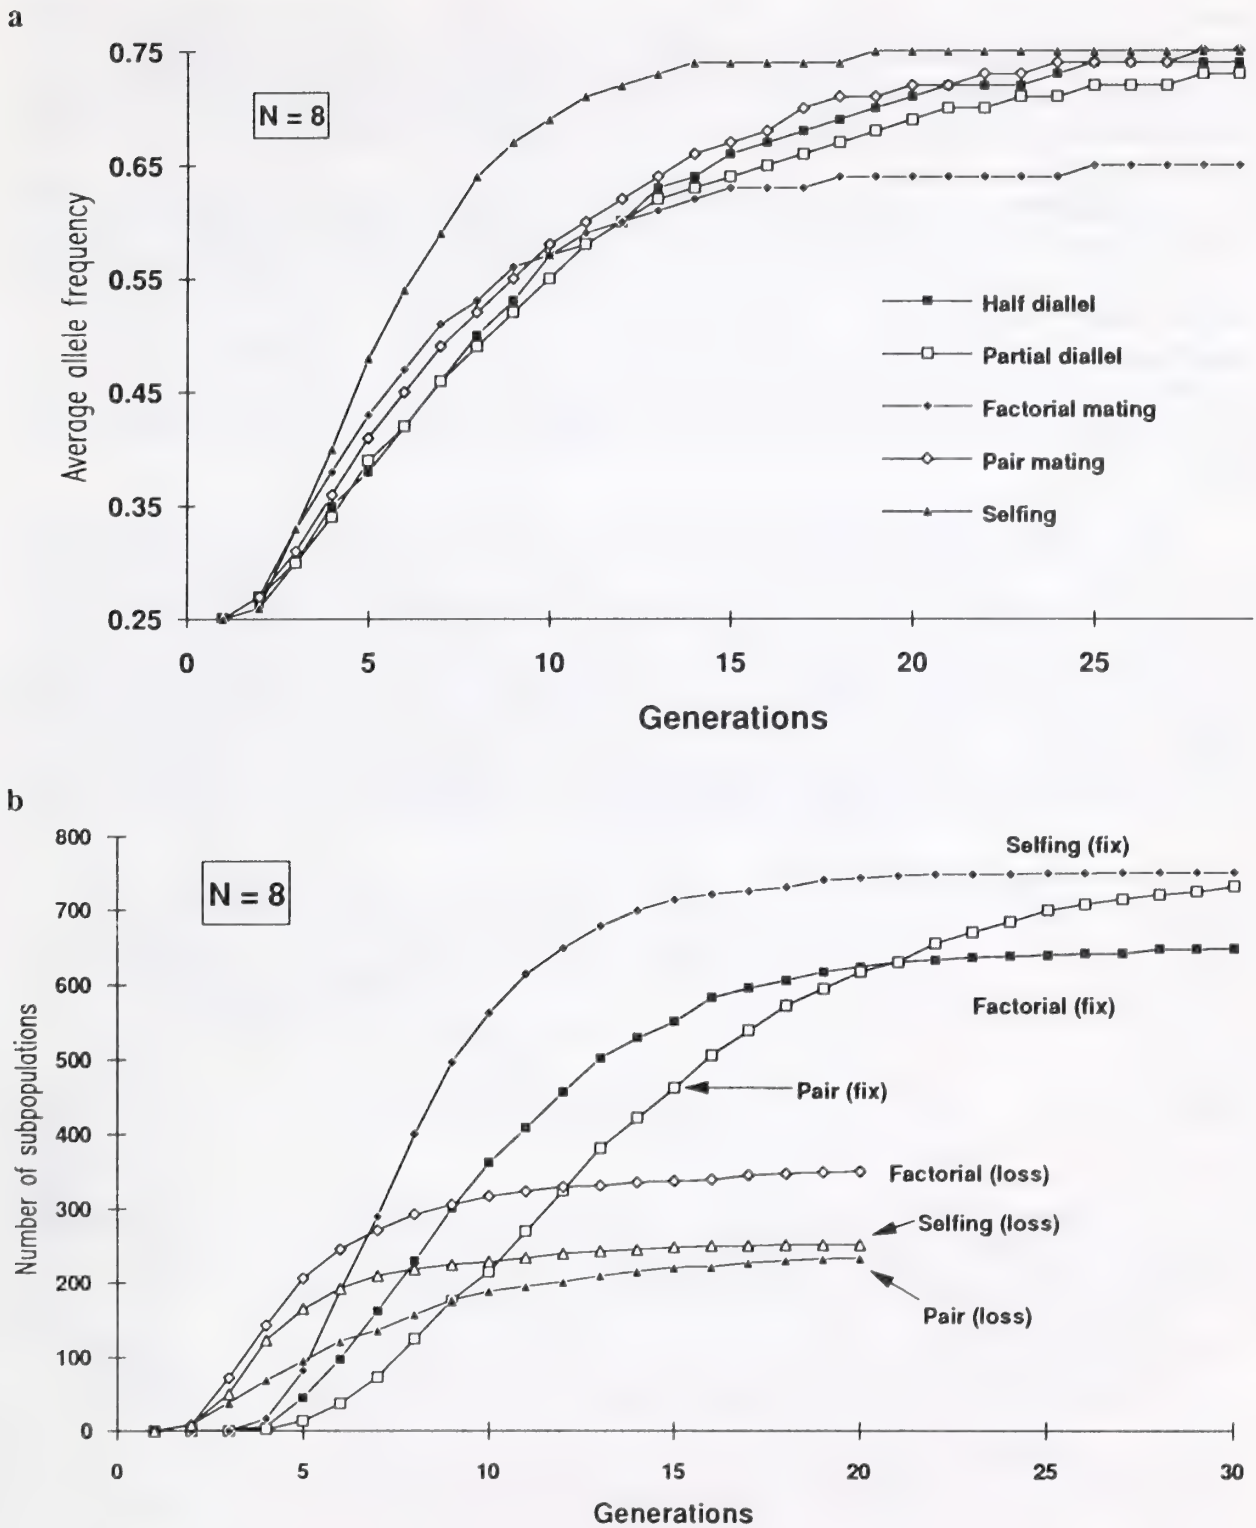 a
0.75
0.65
0.55
0.45
0.35
0.25
Average allele frequency
N = 8
Half diallel
Partial diallel
Factorial mating
Pair mating
Selfing
0 5 10 15 20 25
Generations
b
800
700
600
500
400
300
200
100
0
Number of subpopulations
N = 8
Selfing (fix)
Factorial (fix)
Pair (fix)
Factorial (loss)
Selfing (loss)
Pair (loss)
0 5 10 15 20 25 30
Generations